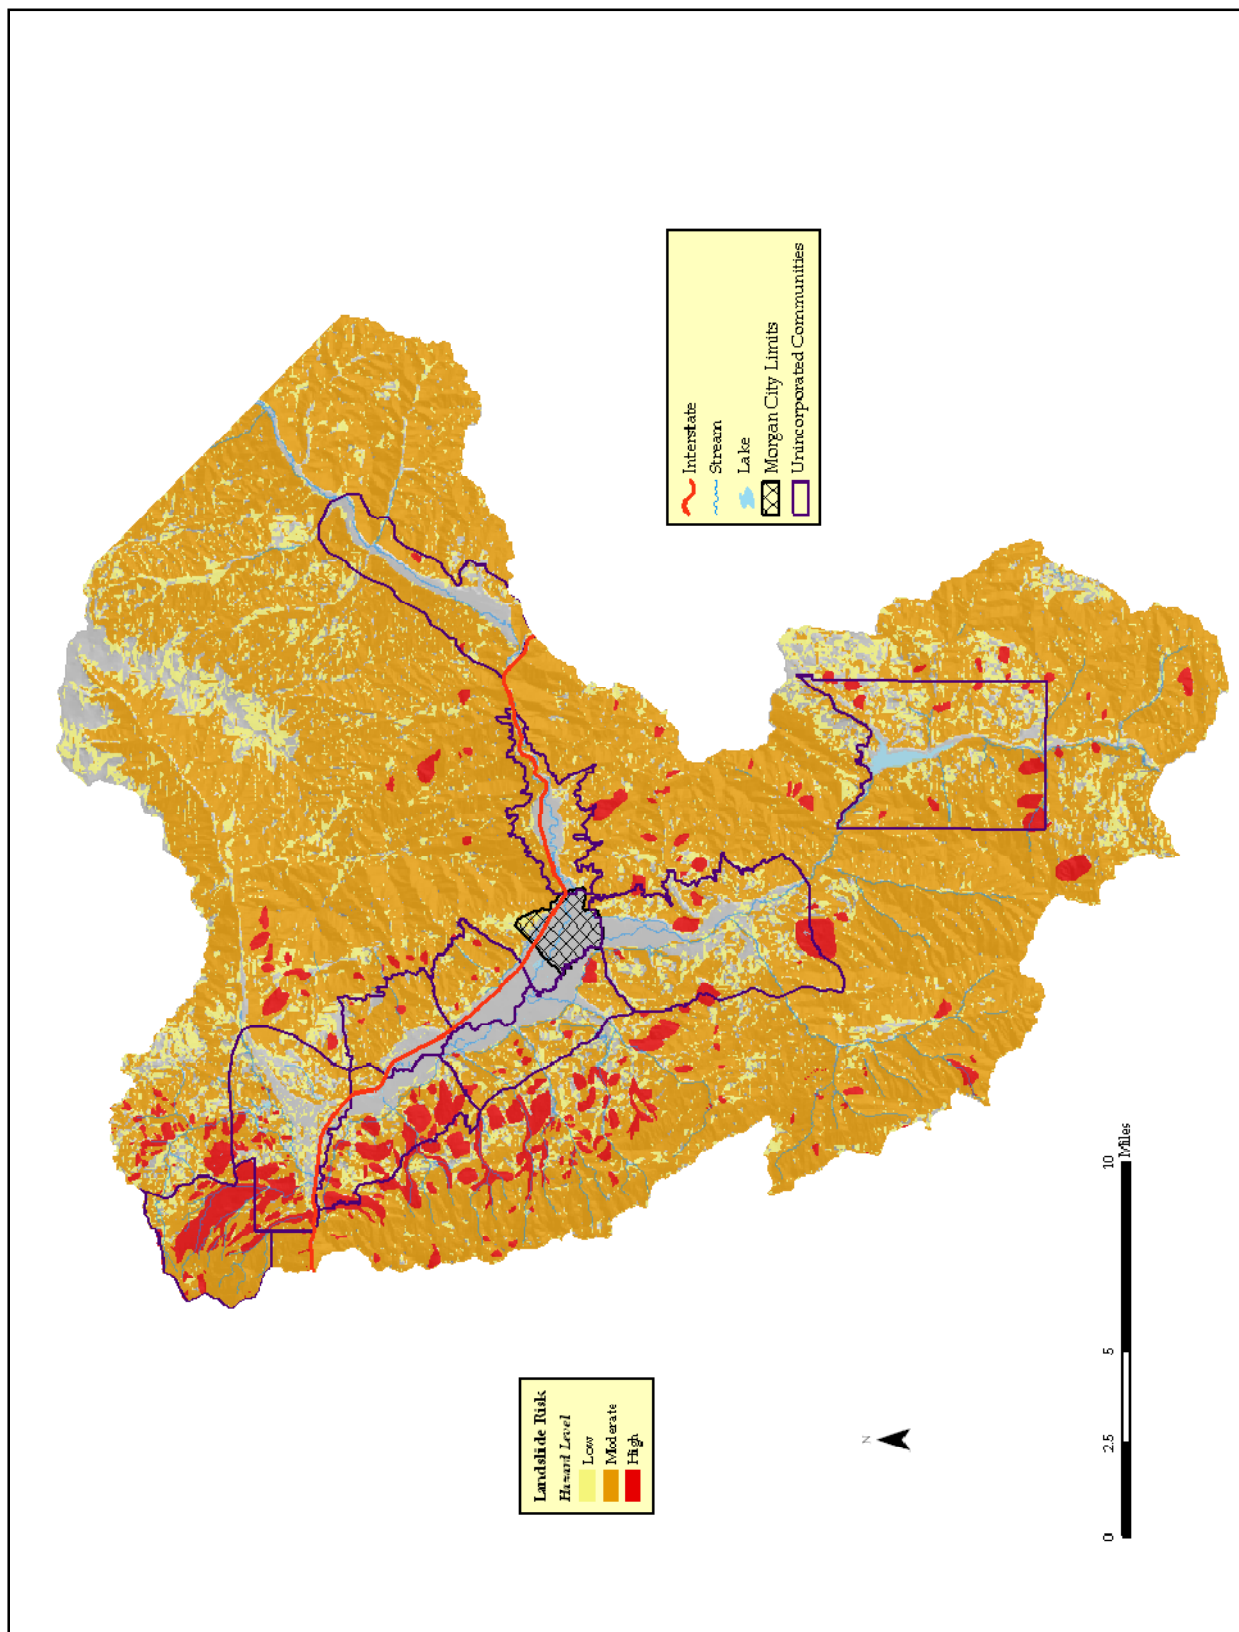 Interstate
Stream
Lake
Morgan City Limits
Unincorporated Communities
Landslide Risk
Hazard Level
Low
Moderate
High
N
0 2.5 5 10
Miles